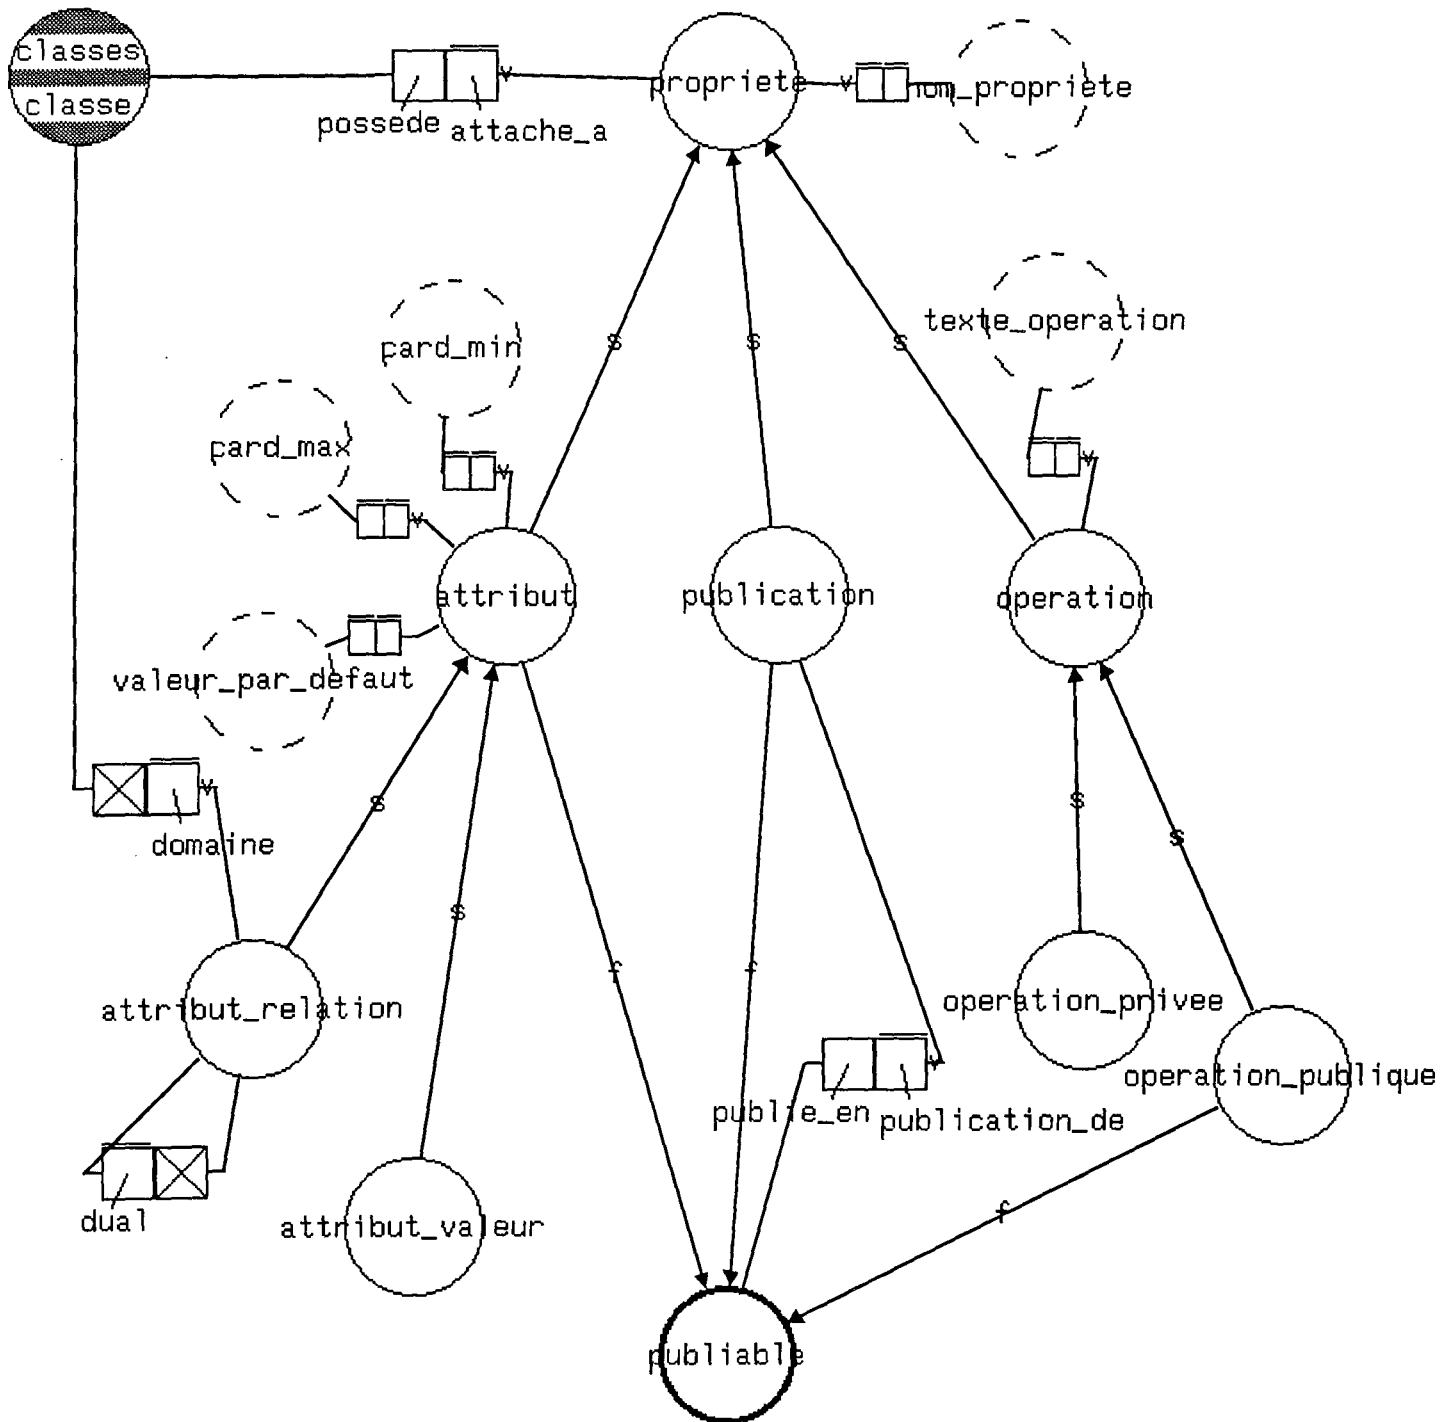 classes
classe
possede
attache_a
propriete
v
v
nom_propriete
card_min
texte_operation
s
s
s
card_max
v
v
v
attribut
publication
operation
valeur_par_defaut
v
domaine
s
s
s
s
f
f
attribut_relation
operation_privee
v
operation_publique
publie_en
publication_de
dual
attribut_valeur
f
publiable